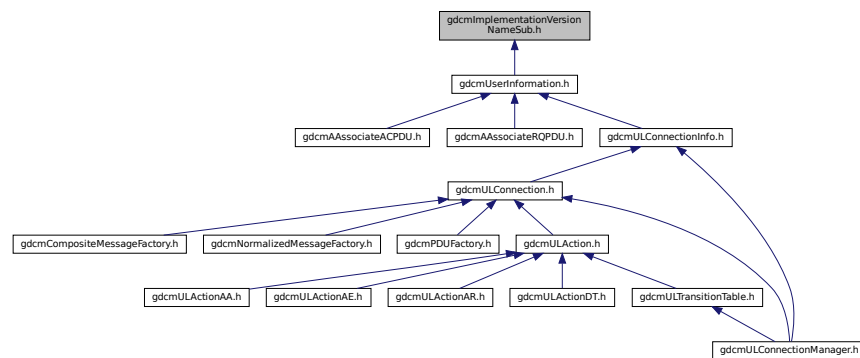 gdcmImplementationVersion
NameSub.h
gdcmUserInformation.h
gdcmAAssociateACPDU.h
gdcmAAssociateRQPDU.h
gdcmULConnectionInfo.h
gdcmULConnection.h
gdcmCompositeMessageFactory.h
gdcmNormalizedMessageFactory.h
gdcmPDUFactory.h
gdcmULAction.h
gdcmULActionAA.h
gdcmULActionAE.h
gdcmULActionAR.h
gdcmULActionDT.h
gdcmULTransitionTable.h
gdcmULConnectionManager.h